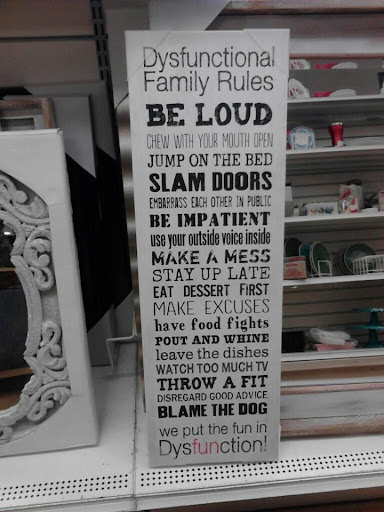 Dysfunctional
Family Rules
BE LOUD
CHEW WITH YOUR MOUTH OPEN
JUMP ON THE BED
SLAM DOORS
EMBARRASS EACH OTHER IN PUBLIC
BE IMPATIENT
use your outside voice inside
MAKE A MESS
STAY UP LATE
EAT DESSERT FIRST
MAKE EXCUSES
have food fights
POUT AND WHINE
leave the dishes
WATCH TOO MUCH TV
THROW A FIT
DISREGARD GOOD ADVICE
BLAME THE DOG
we put the fun in
Dysfunction!